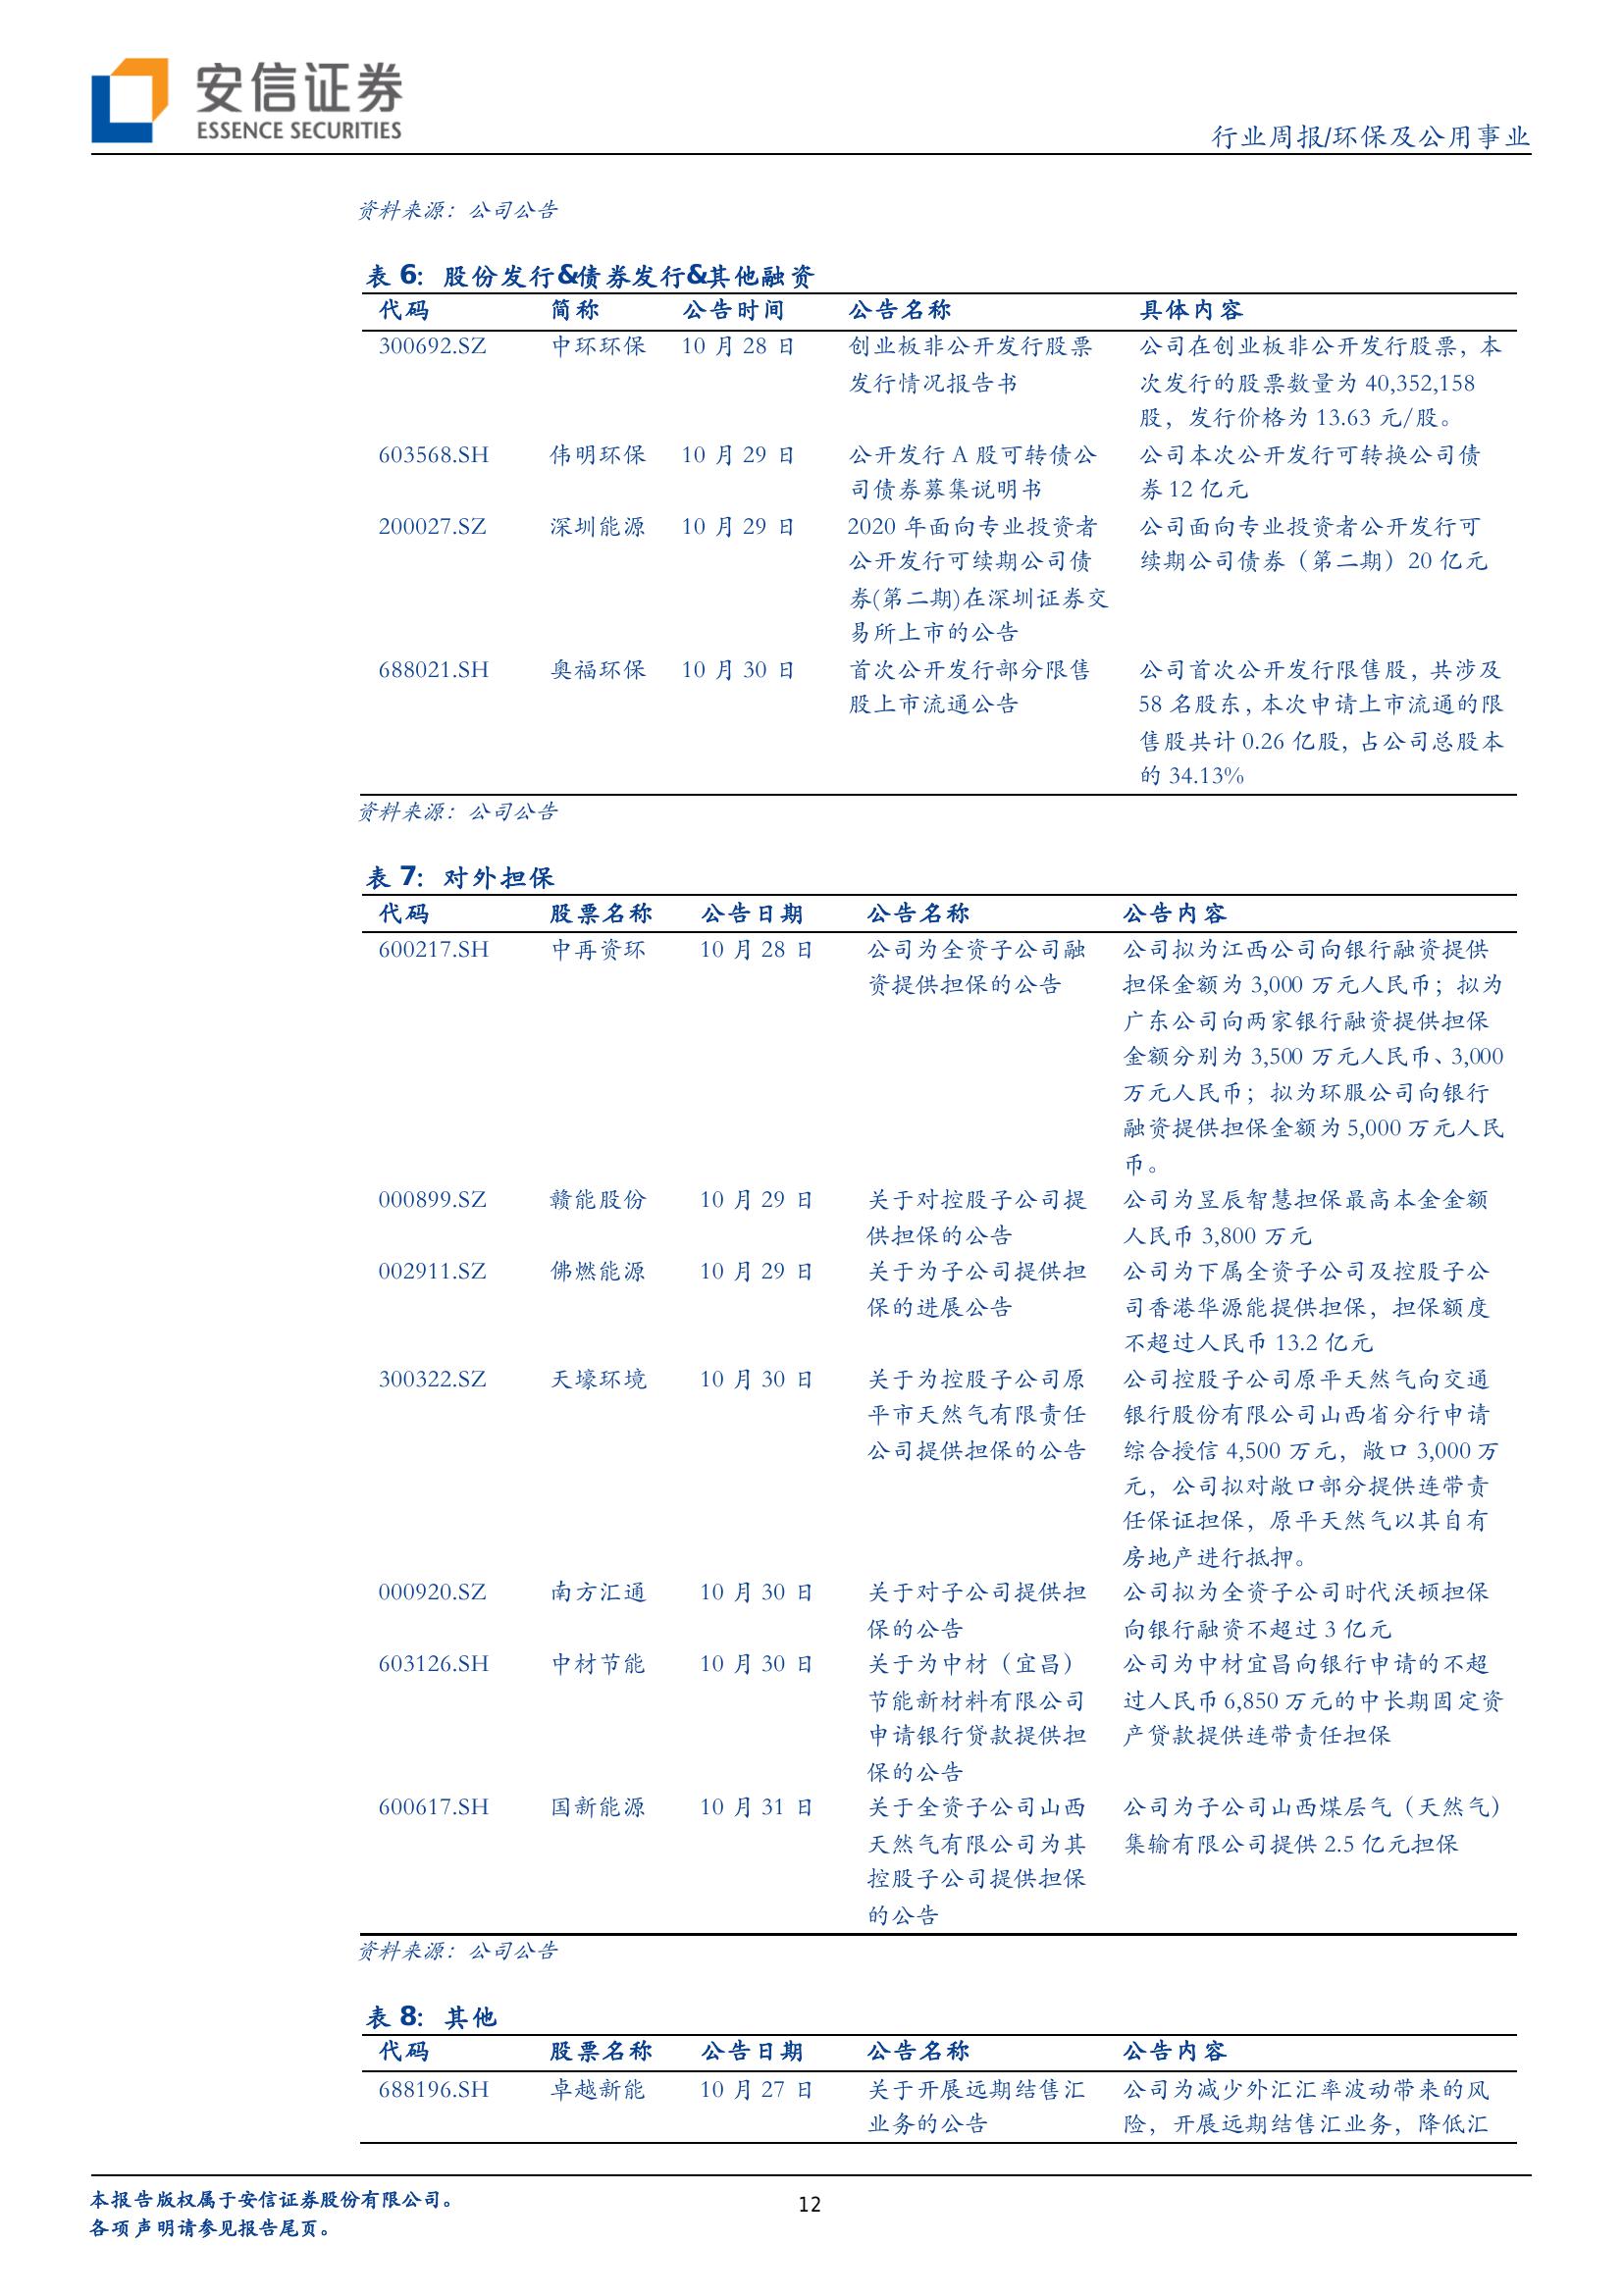 安信证券
ESSENCE SECURITIES
行业周报/环保及公用事业
资料来源：公司公告
表 6：股份发行&债券发行&其他融资
代码 简称 公告时间 公告名称 具体内容
300692.SZ 中环环保 10 月 28 日 创业板非公开发行股票 公司在创业板非公开发行股票，本
发行情况报告书 次发行的股票数量为 40,352,158
股，发行价格为 13.63 元/股。
603568.SH 伟明环保 10 月 29 日 公开发行 A 股可转债公 公司本次公开发行可转换公司债
司债券募集说明书 券 12 亿元
200027.SZ 深圳能源 10 月 29 日 2020 年面向专业投资者 公司面向专业投资者公开发行可
公开发行可续期公司债 续期公司债券（第二期）20 亿元
券(第二期)在深圳证券交
易所上市的公告
688021.SH 奥福环保 10 月 30 日 首次公开发行部分限售 公司首次公开发行限售股，共涉及
股上市流通公告 58 名股东，本次申请上市流通的限
售股共计 0.26 亿股，占公司总股本
的 34.13%
资料来源：公司公告
表 7：对外担保
代码 股票名称 公告日期 公告名称 公告内容
600217.SH 中再资环 10 月 28 日 公司为全资子公司融 公司拟为江西公司向银行融资提供
资提供担保的公告 担保金额为 3,000 万元人民币；拟为
广东公司向两家银行融资提供担保
金额分别为 3,500 万元人民币、3,000
万元人民币；拟为环服公司向银行
融资提供担保金额为 5,000 万元人民
币。
000899.SZ 赣能股份 10 月 29 日 关于对控股子公司提 公司为昱辰智慧担保最高本金金额
供担保的公告 人民币 3,800 万元
002911.SZ 佛燃能源 10 月 29 日 关于为子公司提供担 公司为下属全资子公司及控股子公
保的进展公告 司香港华源能提供担保，担保额度
不超过人民币 13.2 亿元
300322.SZ 天壕环境 10 月 30 日 关于为控股子公司原 公司控股子公司原平天然气向交通
平市天然气有限责任 银行股份有限公司山西省分行申请
公司提供担保的公告 综合授信 4,500 万元，敞口 3,000 万
元，公司拟对敞口部分提供连带责
任保证担保，原平天然气以其自有
房地产进行抵押。
000920.SZ 南方汇通 10 月 30 日 关于对子公司提供担 公司拟为全资子公司时代沃顿担保
保的公告 向银行融资不超过 3 亿元
603126.SH 中材节能 10 月 30 日 关于为中材（宜昌） 公司为中材宜昌向银行申请的不超
节能新材料有限公司 过人民币 6,850 万元的中长期固定资
申请银行贷款提供担 产贷款提供连带责任担保
保的公告
600617.SH 国新能源 10 月 31 日 关于全资子公司山西 公司为子公司山西煤层气（天然气）
天然气有限公司为其 集输有限公司提供 2.5 亿元担保
控股子公司提供担保
的公告
资料来源：公司公告
表 8：其他
代码 股票名称 公告日期 公告名称 公告内容
688196.SH 卓越新能 10 月 27 日 关于开展远期结售汇 公司为减少外汇汇率波动带来的风
业务的公告 险，开展远期结售汇业务，降低汇
本报告版权属于安信证券股份有限公司。
各项声明请参见报告尾页。
12